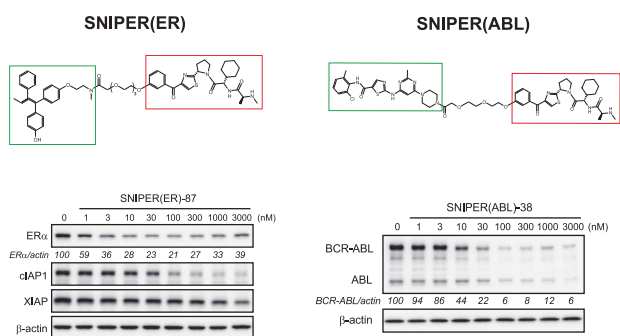 SNIPER(ER)
SNIPER(ABL)
SNIPER(ER)-87
0 1 3 10 30 100 300 1000 3000 (nM)
ERα
ERα/actin 100 59 36 28 23 21 27 33 39
cIAP1
XIAP
β-actin
SNIPER(ABL)-38
0 1 3 10 30 100 300 1000 3000 (nM)
BCR-ABL
ABL
BCR-ABL/actin 100 94 86 44 22 6 8 12 6
β-actin